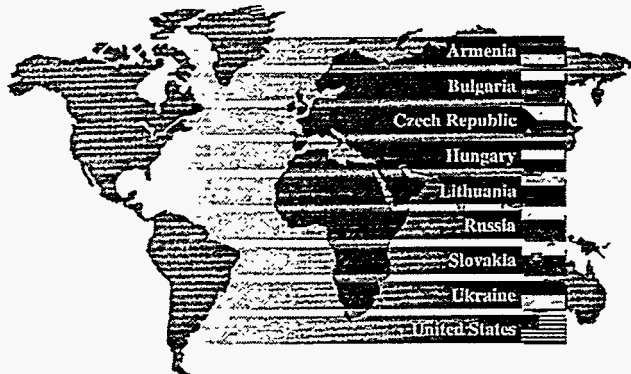 Armenia
Bulgaria
Czech Republic
Hungary
Lithuania
Russia
Slovakia
Ukraine
United States